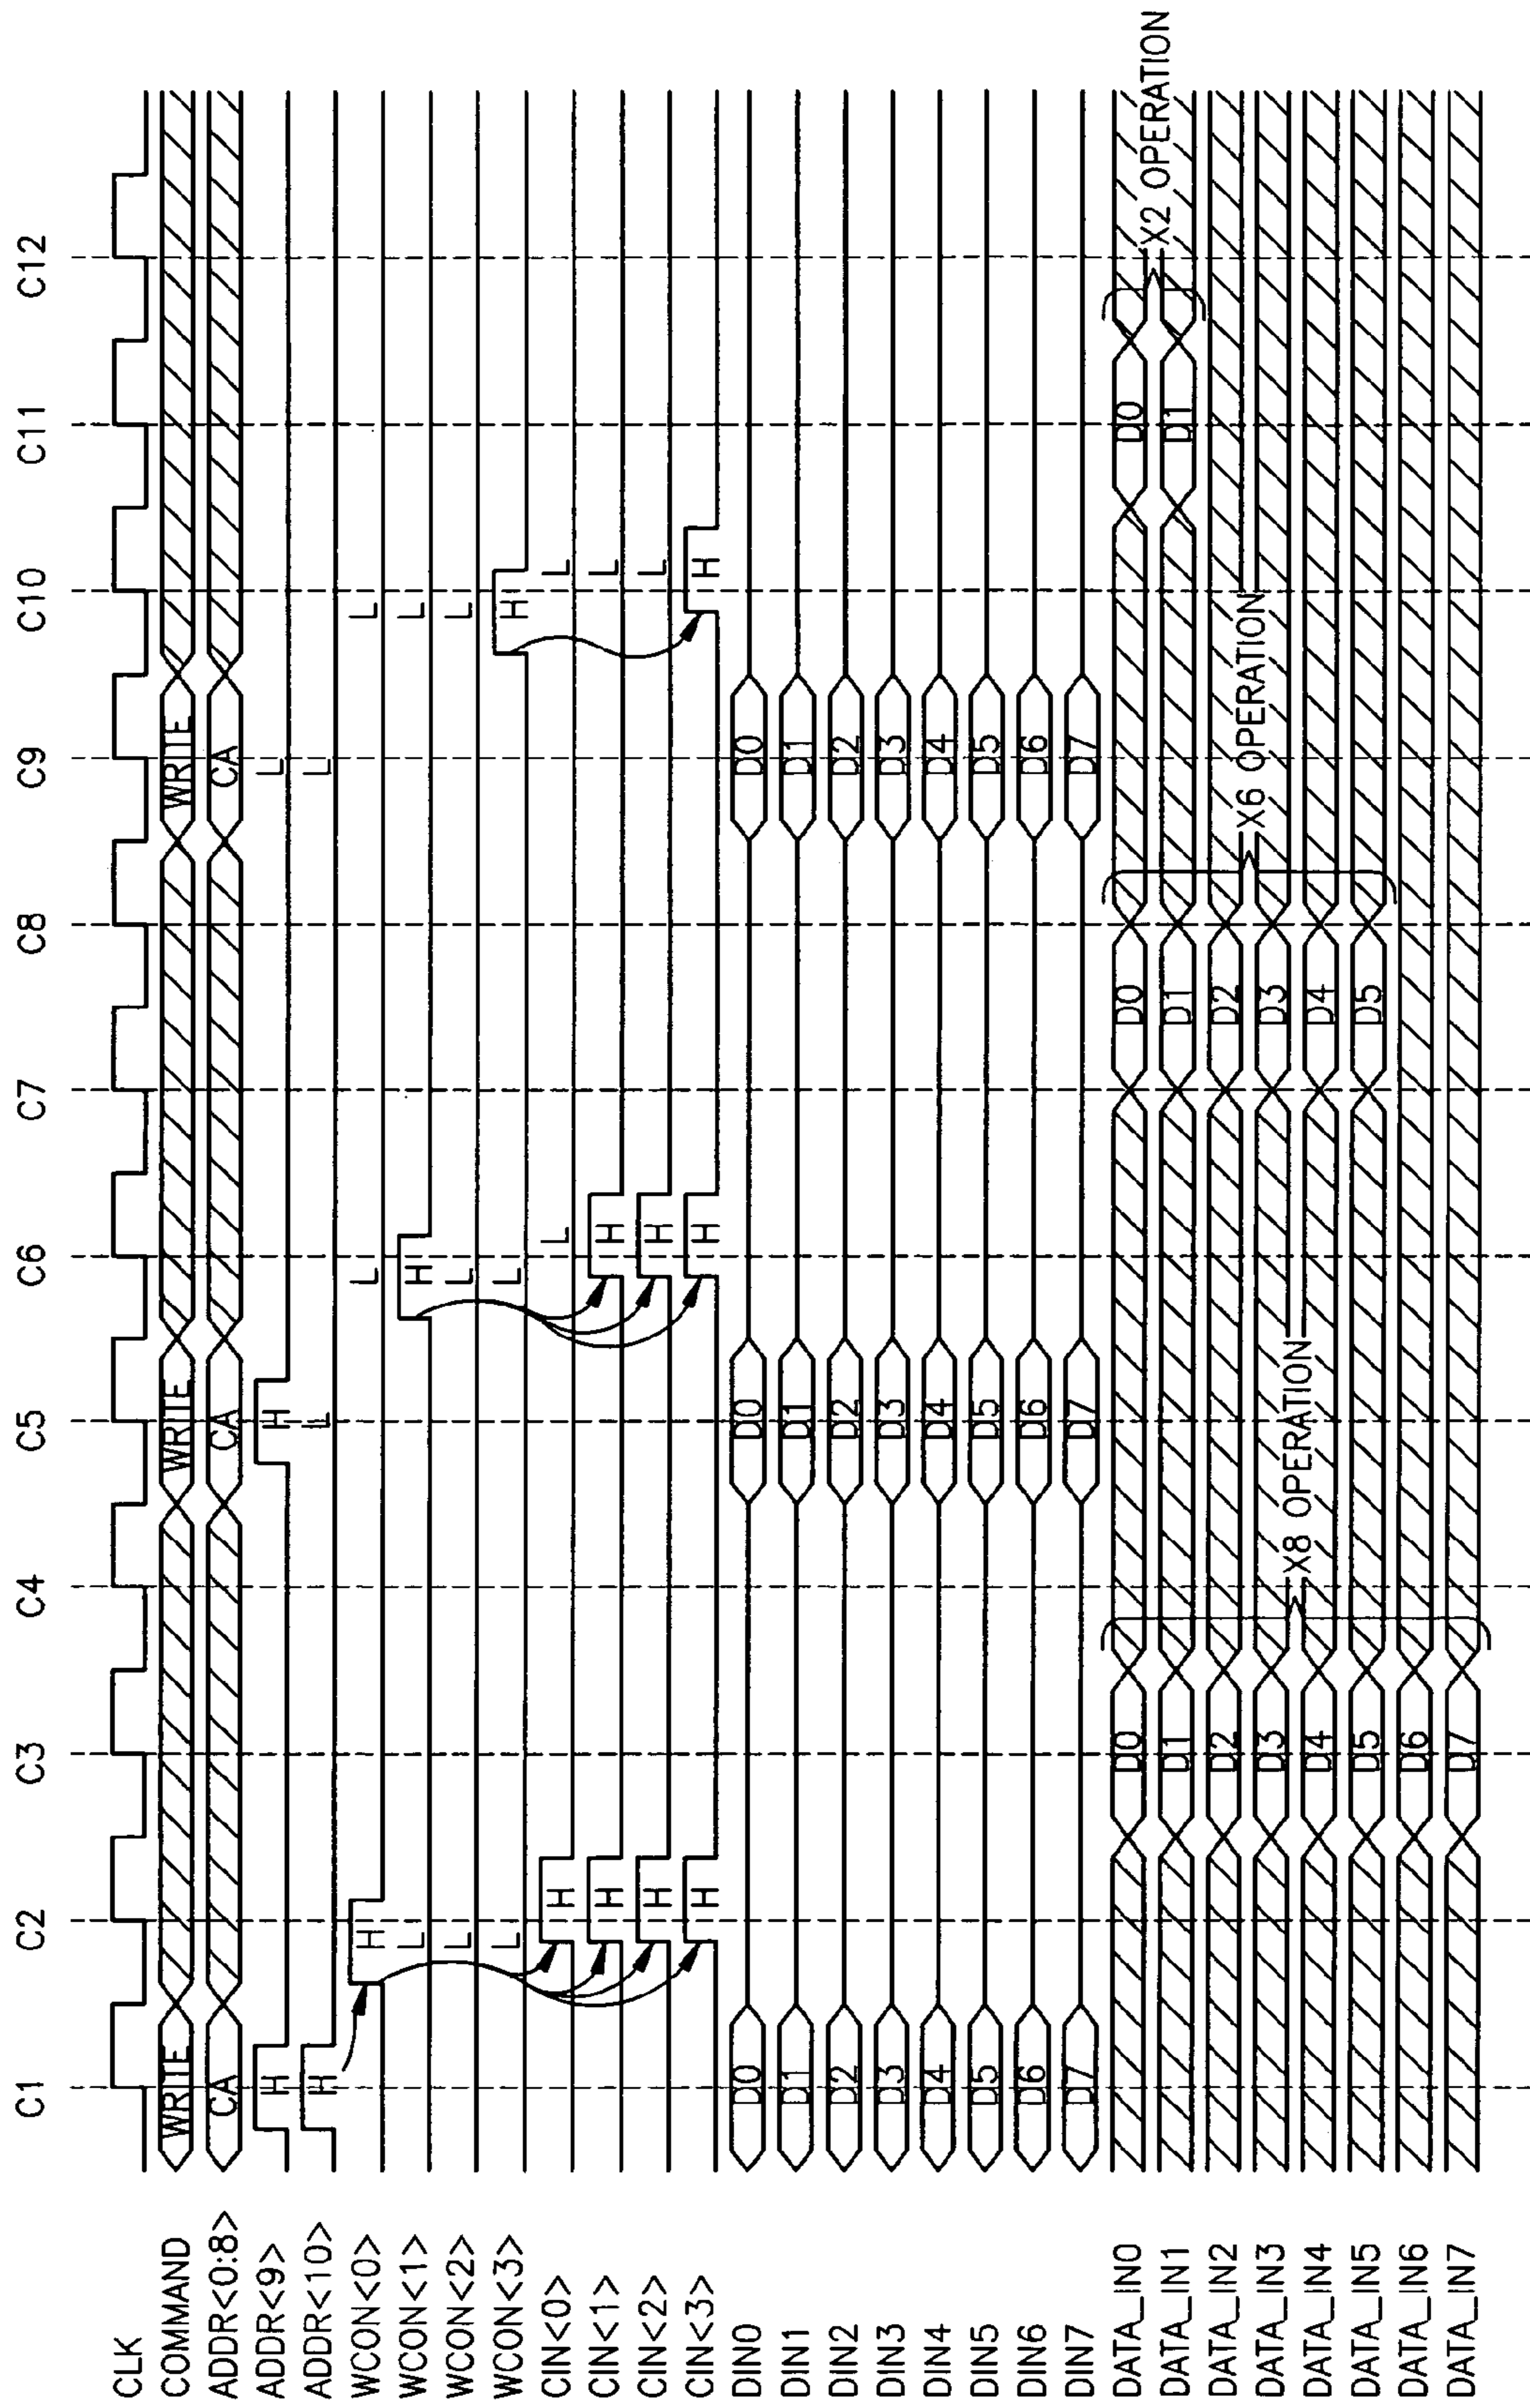 C1 C2 C3 C4 C5 C6 C7 C8 C9 C10 C11 C12
CLK
COMMAND WRITE WRITE WRITE
ADDR<0:8> CA CA CA
ADDR<9> H H L
ADDR<10> H L L
WCON<0> H L L
WCON<1> L H L
WCON<2> L L L
WCON<3> L L H
CIN<0> H L L
CIN<1> H H L
CIN<2> H H L
CIN<3> H H H
DIN0 D0 D0 D0
DIN1 D1 D1 D1
DIN2 D2 D2 D2
DIN3 D3 D3 D3
DIN4 D4 D4 D4
DIN5 D5 D5 D5
DIN6 D6 D6 D6
DIN7 D7 D7 D7
DATA_IN0 D0 D0 D0
DATA_IN1 D1 D1 D1 X2 OPERATION
DATA_IN2 D2 D2
DATA_IN3 D3 D3 X6 OPERATION
DATA_IN4 D4 X8 OPERATION D4
DATA_IN5 D5 D5
DATA_IN6 D6
DATA_IN7 D7